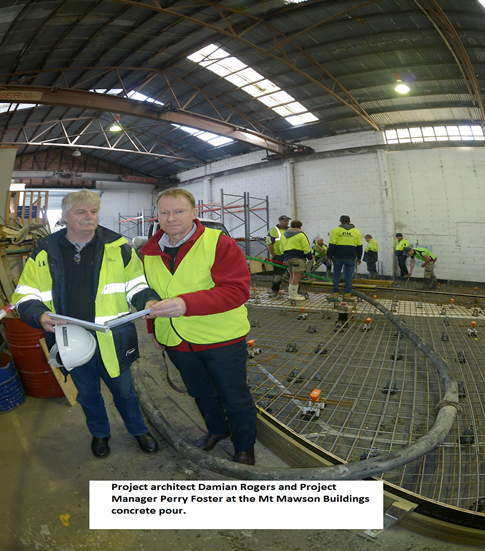 Project architect Damian Rogers and Project
Manager Perry Foster at the Mt Mawson Buildings
concrete pour.